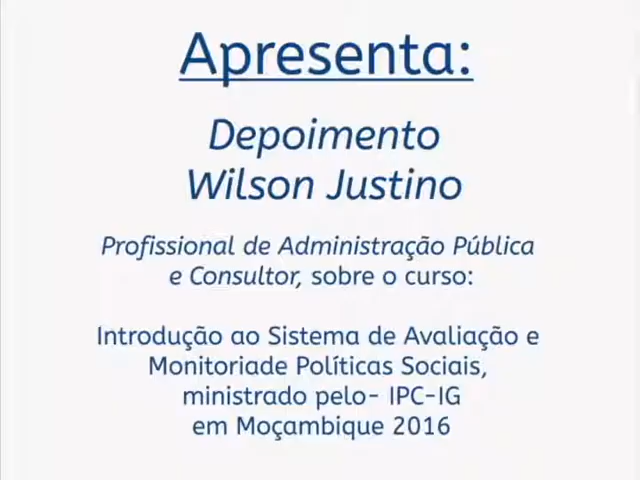 Apresenta:
Depoimento
Wilson Justino
Profissional de Administração Pública
e Consultor, sobre o curso:
Introdução ao Sistema de Avaliação e
Monitoriade Políticas Sociais,
ministrado pelo- IPC-IG
em Moçambique 2016